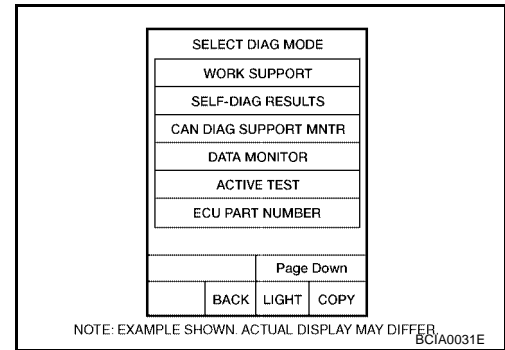 SELECT DIAG MODE
WORK SUPPORT
SELF-DIAG RESULTS
CAN DIAG SUPPORT MNTR
DATA MONITOR
ACTIVE TEST
ECU PART NUMBER
Page Down
BACK LIGHT COPY
NOTE: EXAMPLE SHOWN. ACTUAL DISPLAY MAY DIFFER.
BCIA0031E